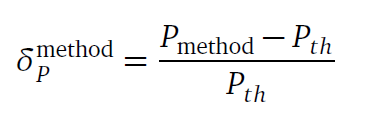 δ_P^method = (P_method − P_th) / P_th